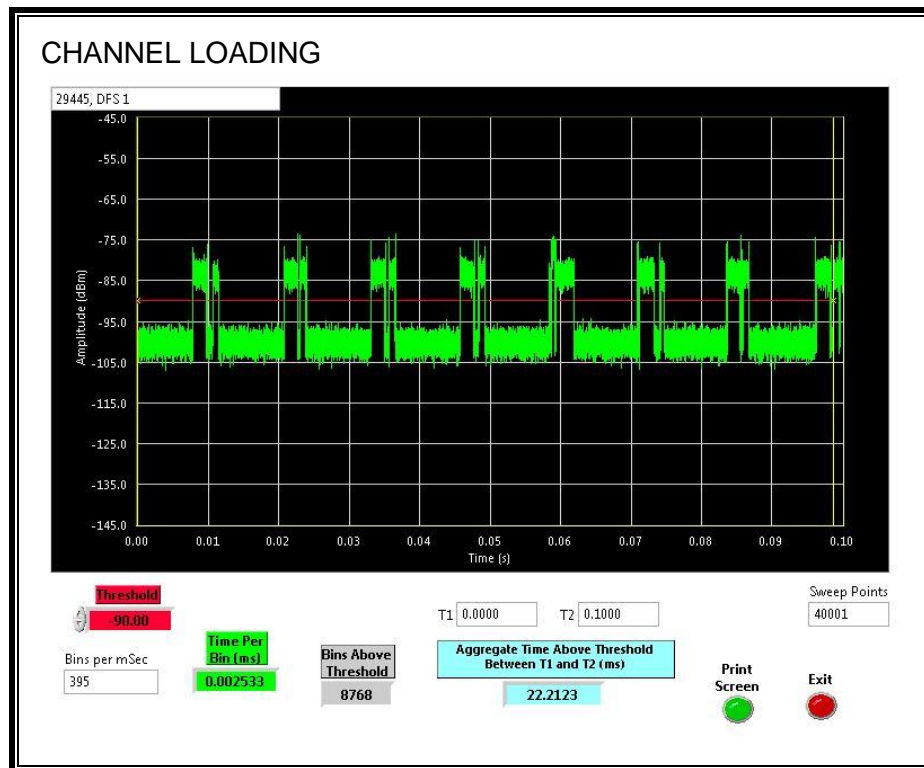 CHANNEL LOADING
29445, DFS 1
-45.0
-55.0
-65.0
-75.0
-85.0
-95.0
-105.0
-115.0
-125.0
-135.0
-145.0
Amplitude (dBm)
0.00 0.01 0.02 0.03 0.04 0.05 0.06 0.07 0.08 0.09 0.10
Time (s)
Threshold
-90.00
Bins per mSec
395
Time Per
Bin (ms)
0.002533
Bins Above
Threshold
8768
T1 0.0000 T2 0.1000
Aggregate Time Above Threshold
Between T1 and T2 (ms)
22.2123
Sweep Points
40001
Print
Screen
Exit